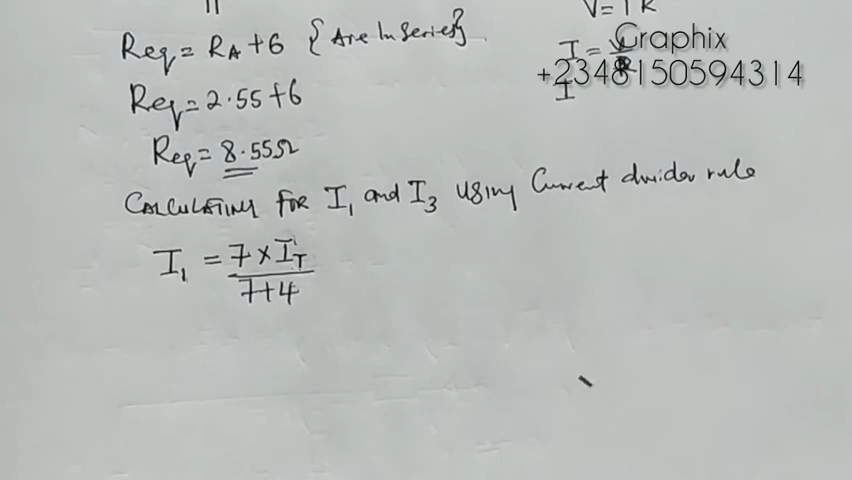 11
V= IR
Req = RA+6 {Are In Series}.
I = V/R
Graphix
+2348150594314
Req = 2.55+6
I
Req = 8.55Ω
CALCULATING FOR I1 and I3 Using Current divider rule
I1 = 7 x IT
7+4